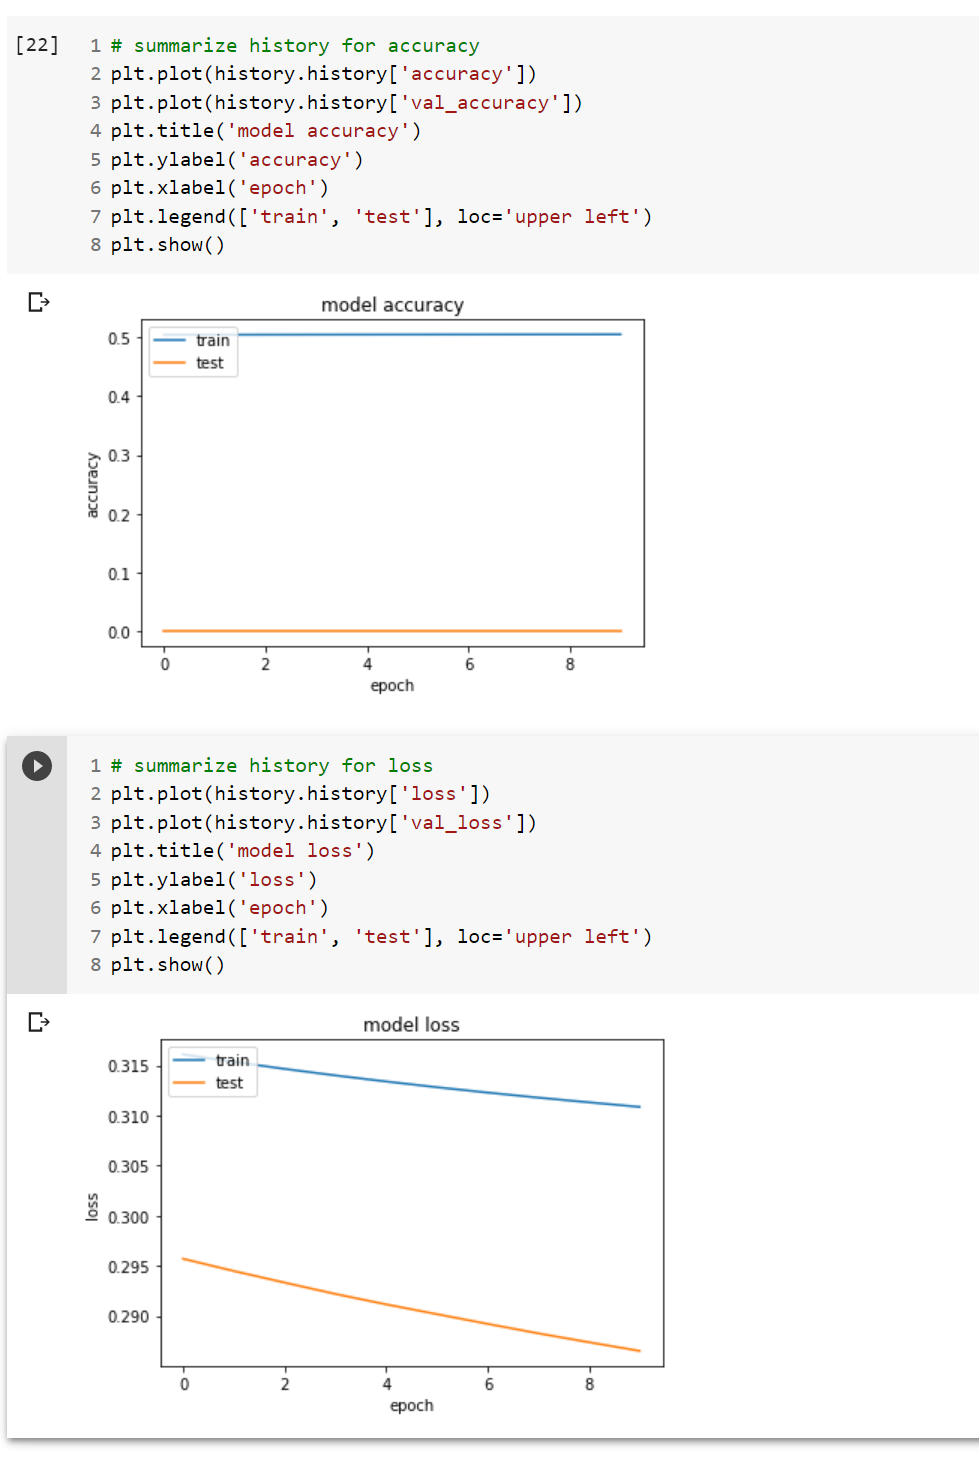 [22] 1 # summarize history for accuracy
2 plt.plot(history.history['accuracy'])
3 plt.plot(history.history['val_accuracy'])
4 plt.title('model accuracy')
5 plt.ylabel('accuracy')
6 plt.xlabel('epoch')
7 plt.legend(['train', 'test'], loc='upper left')
8 plt.show()
model accuracy
train
test
0.5
0.4
0.3
0.2
0.1
0.0
accuracy
0 2 4 6 8
epoch
1 # summarize history for loss
2 plt.plot(history.history['loss'])
3 plt.plot(history.history['val_loss'])
4 plt.title('model loss')
5 plt.ylabel('loss')
6 plt.xlabel('epoch')
7 plt.legend(['train', 'test'], loc='upper left')
8 plt.show()
model loss
train
test
0.315
0.310
0.305
0.300
0.295
0.290
loss
0 2 4 6 8
epoch